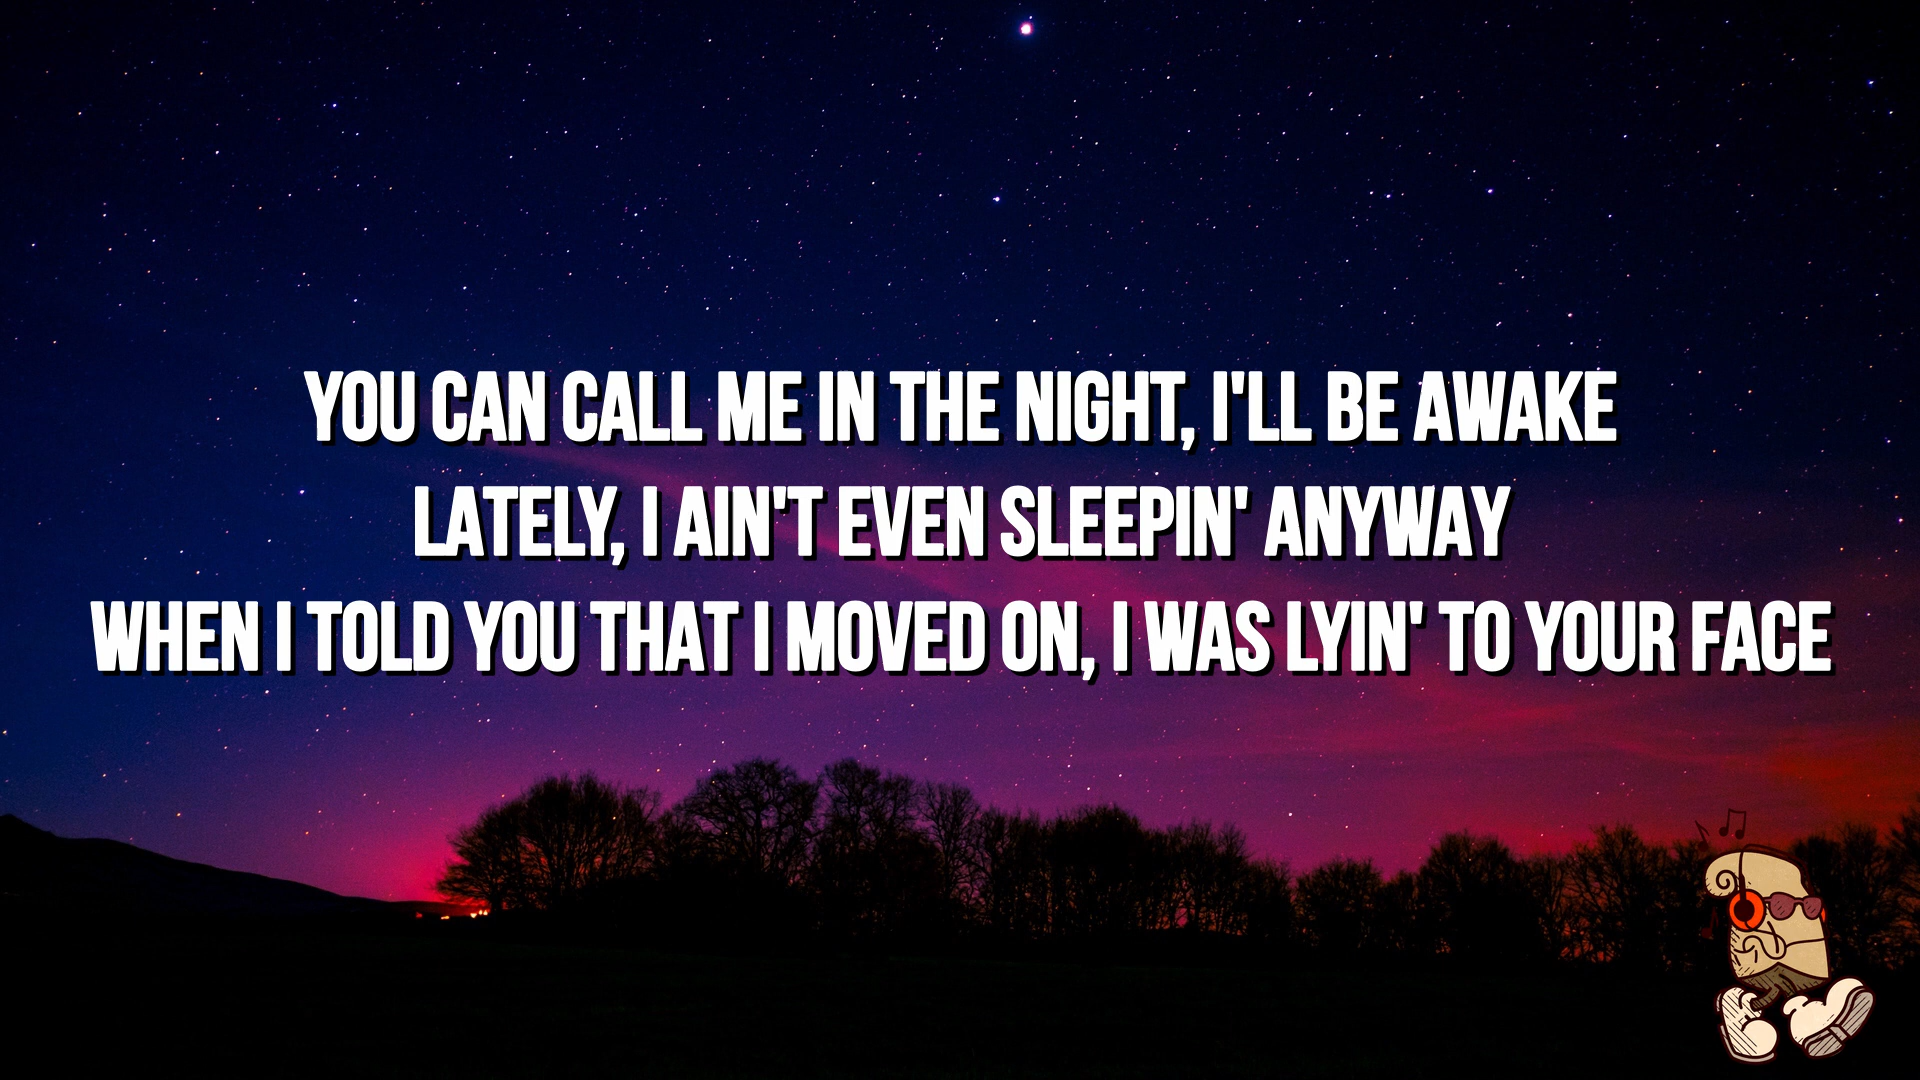 YOU CAN CALL ME IN THE NIGHT, I'LL BE AWAKE
LATELY, I AIN'T EVEN SLEEPIN' ANYWAY
WHEN I TOLD YOU THAT I MOVED ON, I WAS LYIN' TO YOUR FACE